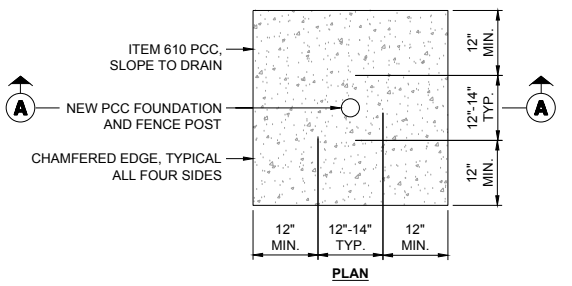 ITEM 610 PCC,
SLOPE TO DRAIN
A
NEW PCC FOUNDATION
AND FENCE POST
A
CHAMFERED EDGE, TYPICAL
ALL FOUR SIDES
12"
MIN.
12"-14"
TYP.
12"
MIN.
12"
MIN.
12"-14"
TYP.
12"
MIN.
PLAN